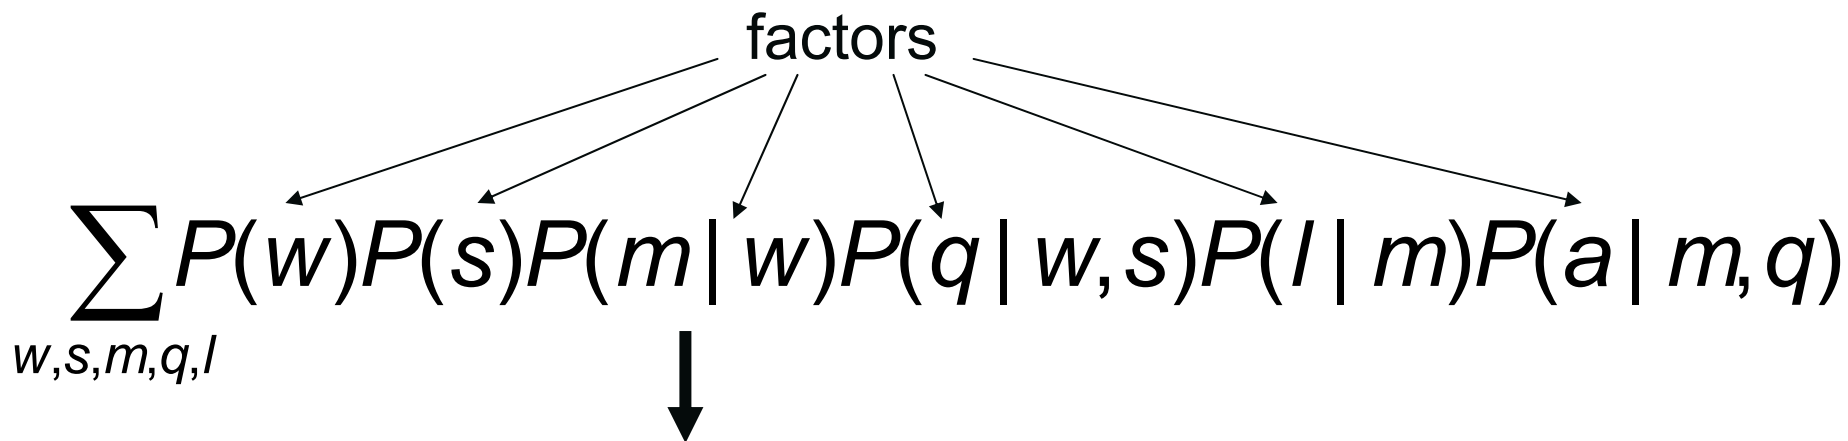 factors
∑P(w)P(s)P(m | w)P(q | w,s)P(l | m)P(a | m,q)
w,s,m,q,l